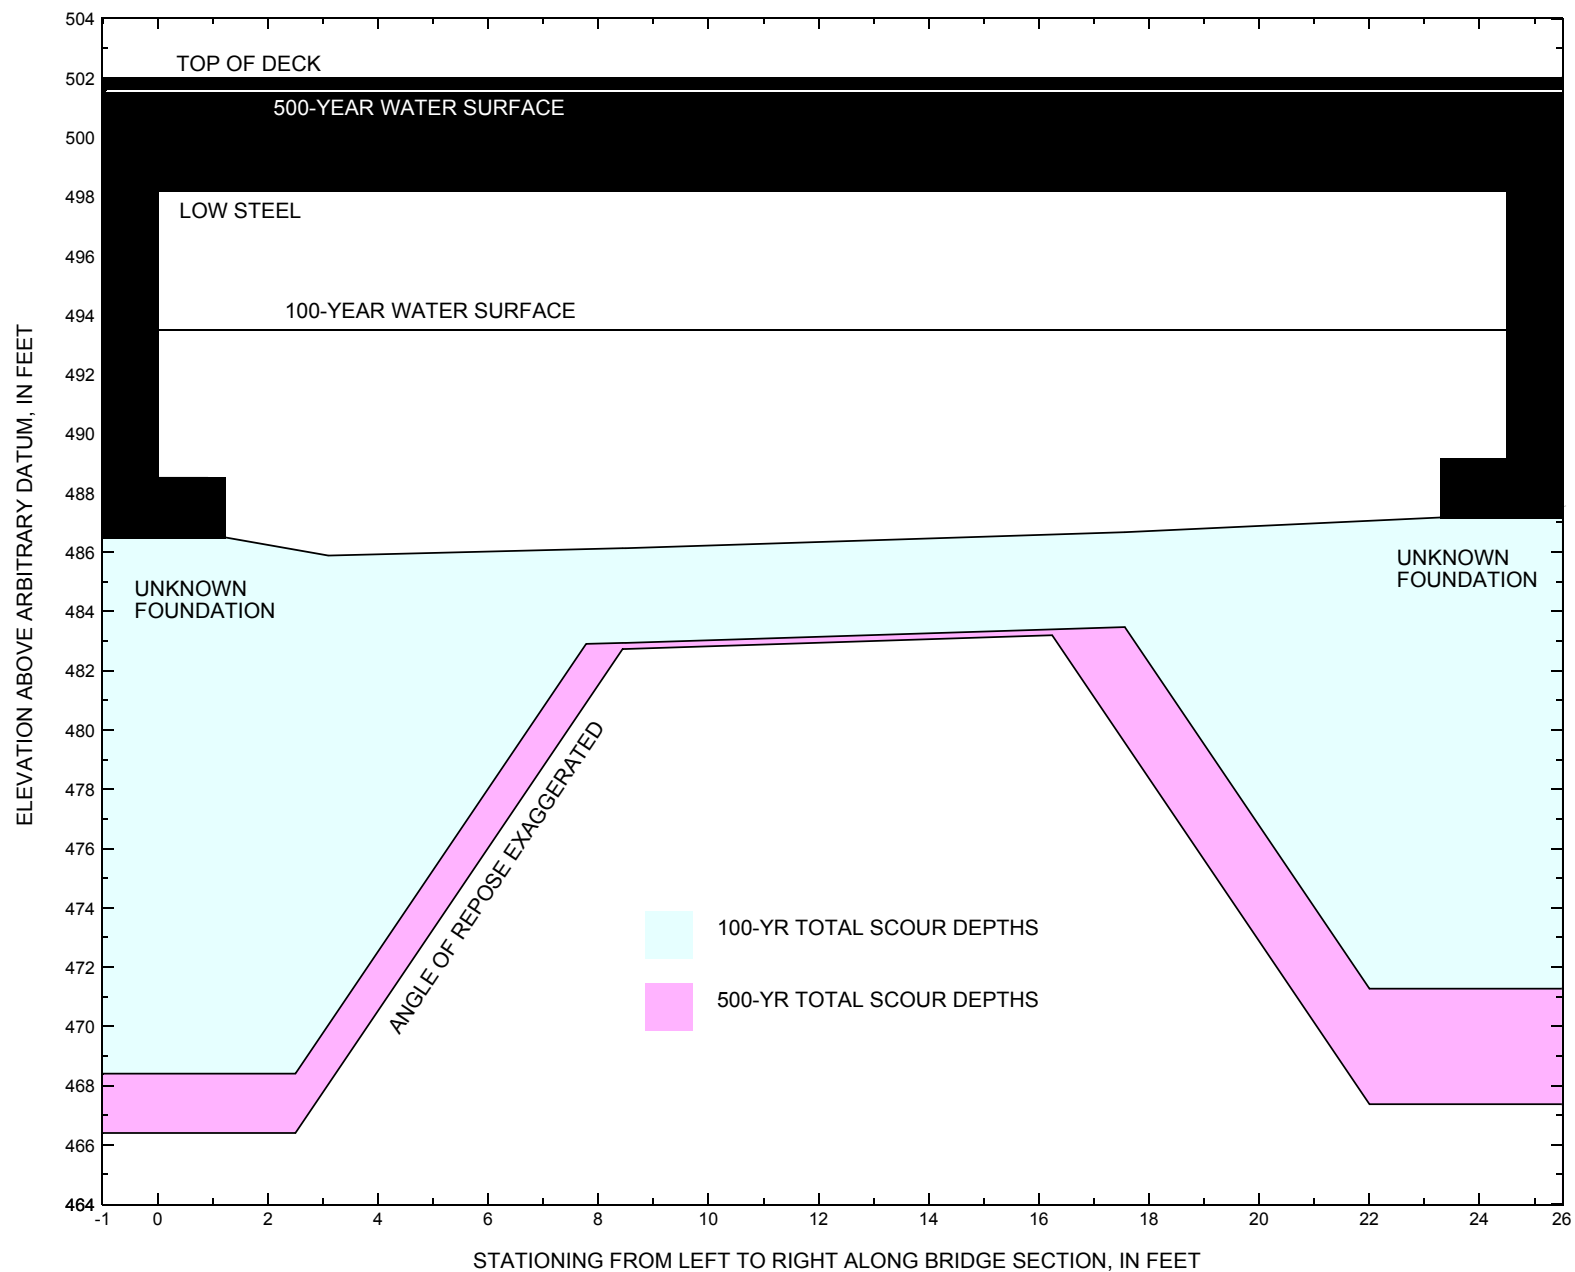 504
502
500
498
496
494
492
490
488
486
484
482
480
478
476
474
472
470
468
466
464
ELEVATION ABOVE ARBITRARY DATUM, IN FEET
TOP OF DECK
500-YEAR WATER SURFACE
LOW STEEL
100-YEAR WATER SURFACE
UNKNOWN
FOUNDATION
UNKNOWN
FOUNDATION
ANGLE OF REPOSE EXAGGERATED
100-YR TOTAL SCOUR DEPTHS
500-YR TOTAL SCOUR DEPTHS
-1 0 2 4 6 8 10 12 14 16 18 20 22 24 26
STATIONING FROM LEFT TO RIGHT ALONG BRIDGE SECTION, IN FEET